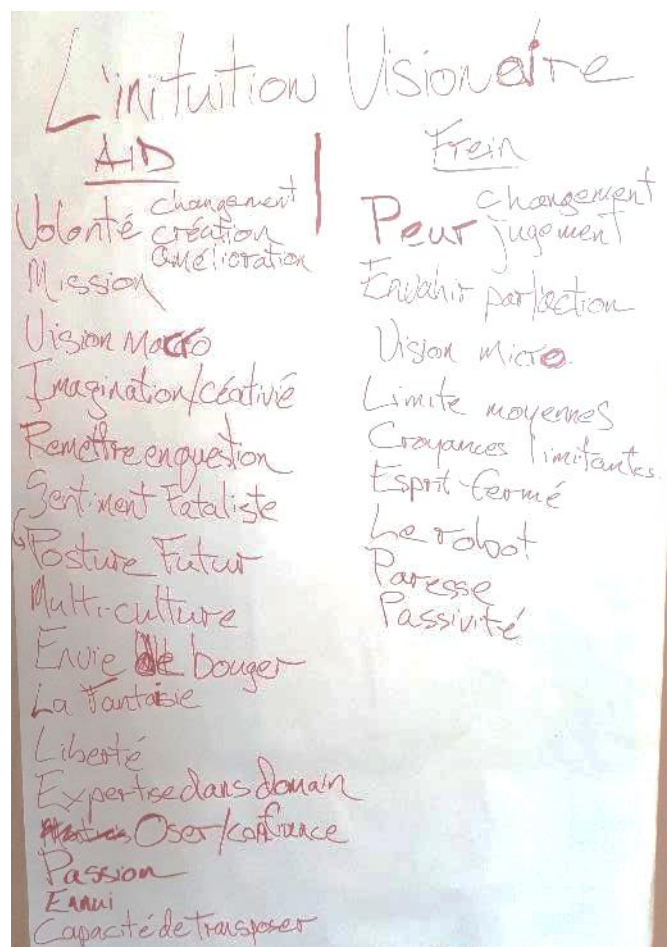 L'inituition Visionaire
AID
Volonté changement
création
amélioration
Mission
Vision Macro
Imagination/céativié
Remettre en question
Sentiment Fataliste
Posture Futur
Multi-culture
Envie de bouger
La Fantaisie
Liberté
Expertise dans domain
Oser/confiance
Passion
Ennui
Capacité de Transposer
Frein
Peur changement
jugement
Envahir par l'action
Vision micro
Limite moyennes
Croyances limitantes
Esprit fermé
Le robot
Paresse
Passivité